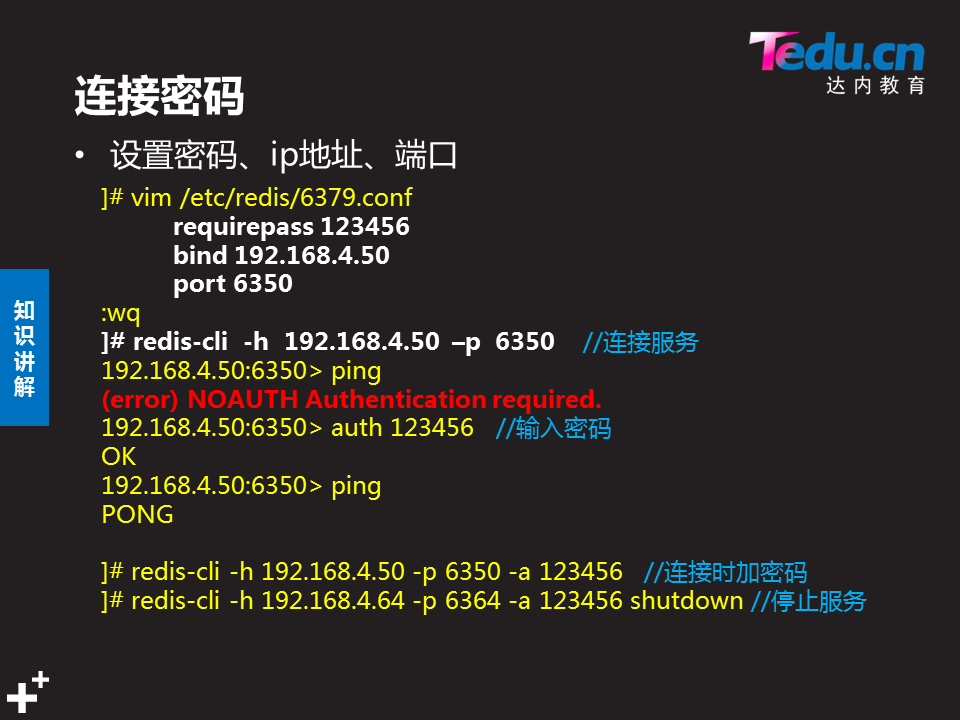 Tedu.cn
达内教育
连接密码
• 设置密码、ip地址、端口
]# vim /etc/redis/6379.conf
requirepass 123456
bind 192.168.4.50
port 6350
:wq
]# redis-cli -h 192.168.4.50 –p 6350 //连接服务
192.168.4.50:6350> ping
(error) NOAUTH Authentication required.
192.168.4.50:6350> auth 123456 //输入密码
OK
192.168.4.50:6350> ping
PONG
]# redis-cli -h 192.168.4.50 -p 6350 -a 123456 //连接时加密码
]# redis-cli -h 192.168.4.64 -p 6364 -a 123456 shutdown //停止服务
知识讲解